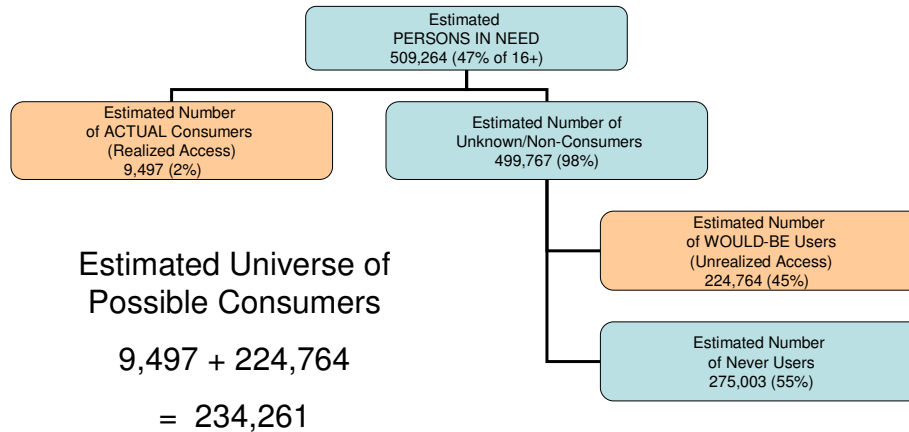 Estimated
PERSONS IN NEED
509,264 (47% of 16+)
Estimated Number
of ACTUAL Consumers
(Realized Access)
9,497 (2%)
Estimated Number of
Unknown/Non-Consumers
499,767 (98%)
Estimated Number
of WOULD-BE Users
(Unrealized Access)
224,764 (45%)
Estimated Number
of Never Users
275,003 (55%)
Estimated Universe of
Possible Consumers
9,497 + 224,764
= 234,261